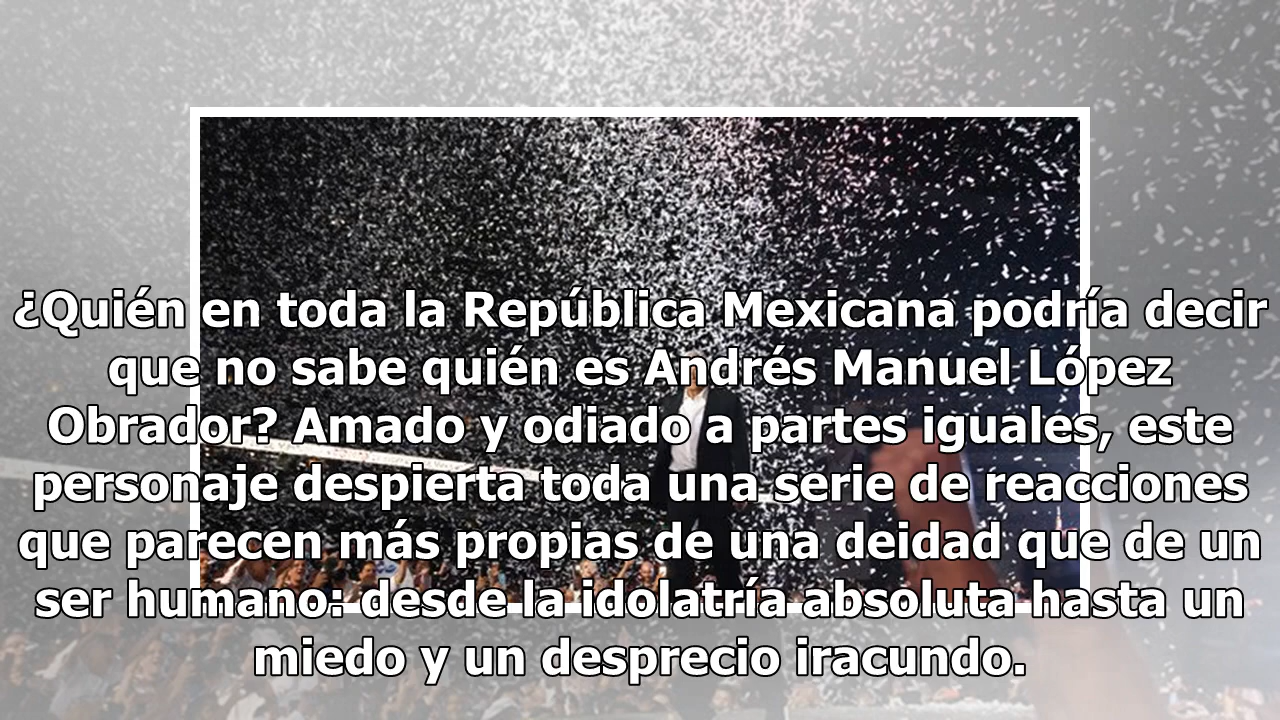 ¿Quién en toda la República Mexicana podría decir
que no sabe quién es Andrés Manuel López
Obrador? Amado y odiado a partes iguales, este
personaje despierta toda una serie de reacciones
que parecen más propias de una deidad que de un
ser humano: desde la idolatría absoluta hasta un
miedo y un desprecio iracundo.